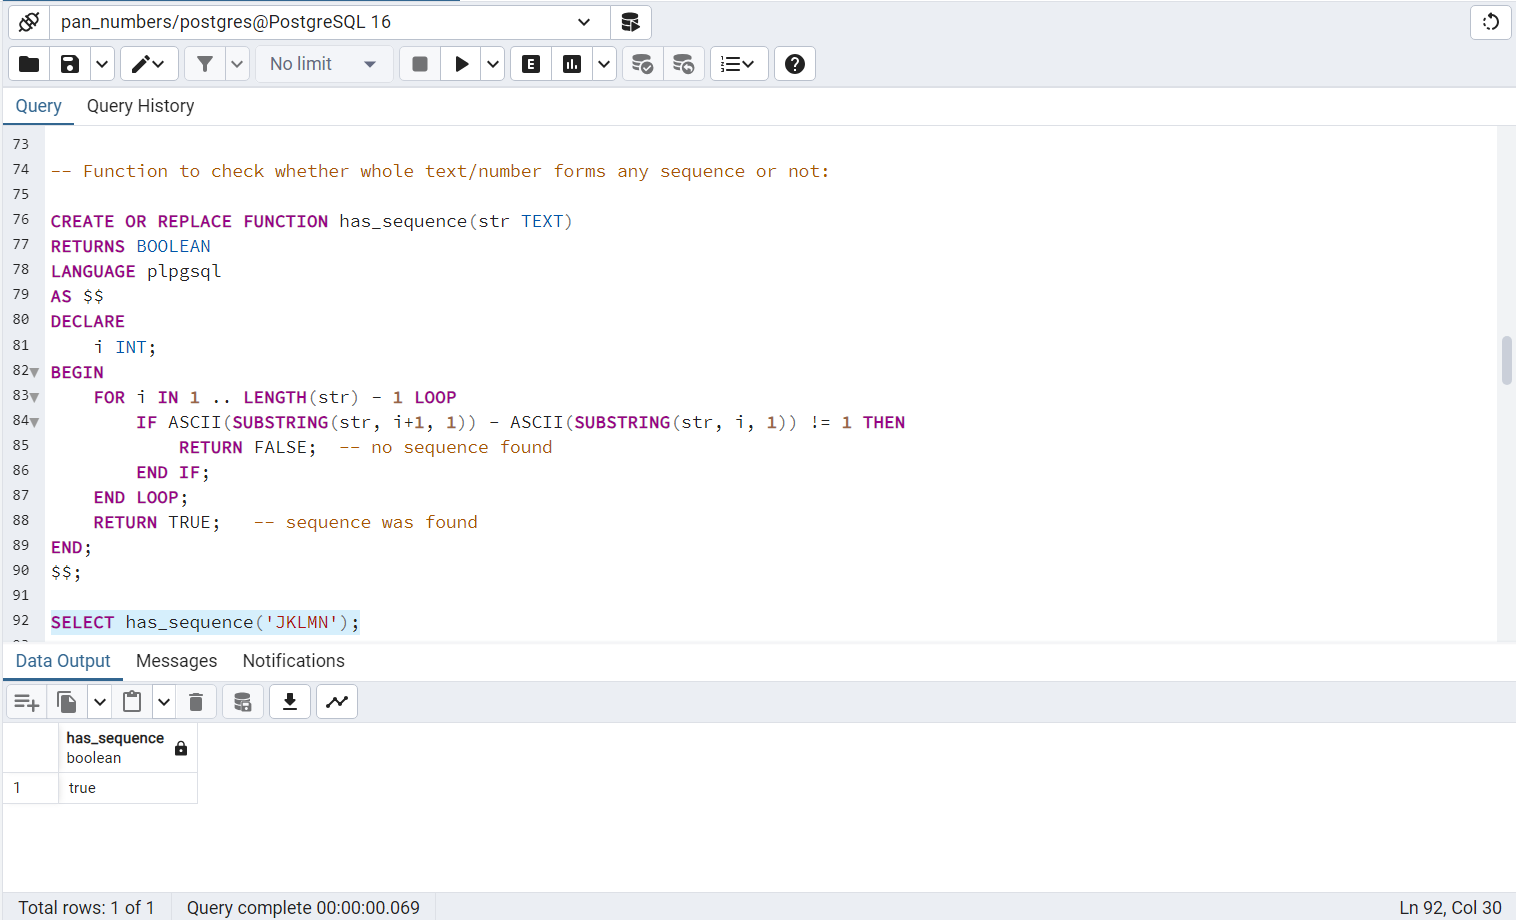 pan_numbers/postgres@PostgreSQL 16
No limit
E
Query Query History
73
74 -- Function to check whether whole text/number forms any sequence or not:
75
76 CREATE OR REPLACE FUNCTION has_sequence(str TEXT)
77 RETURNS BOOLEAN
78 LANGUAGE plpgsql
79 AS $$
80 DECLARE
81     i INT;
82 BEGIN
83     FOR i IN 1 .. LENGTH(str) - 1 LOOP
84         IF ASCII(SUBSTRING(str, i+1, 1)) - ASCII(SUBSTRING(str, i, 1)) != 1 THEN
85             RETURN FALSE;  -- no sequence found
86         END IF;
87     END LOOP;
88     RETURN TRUE;   -- sequence was found
89 END;
90 $$;
91
92 SELECT has_sequence('JKLMN');
Data Output Messages Notifications
has_sequence
boolean
1 true
Total rows: 1 of 1 Query complete 00:00:00.069 Ln 92, Col 30